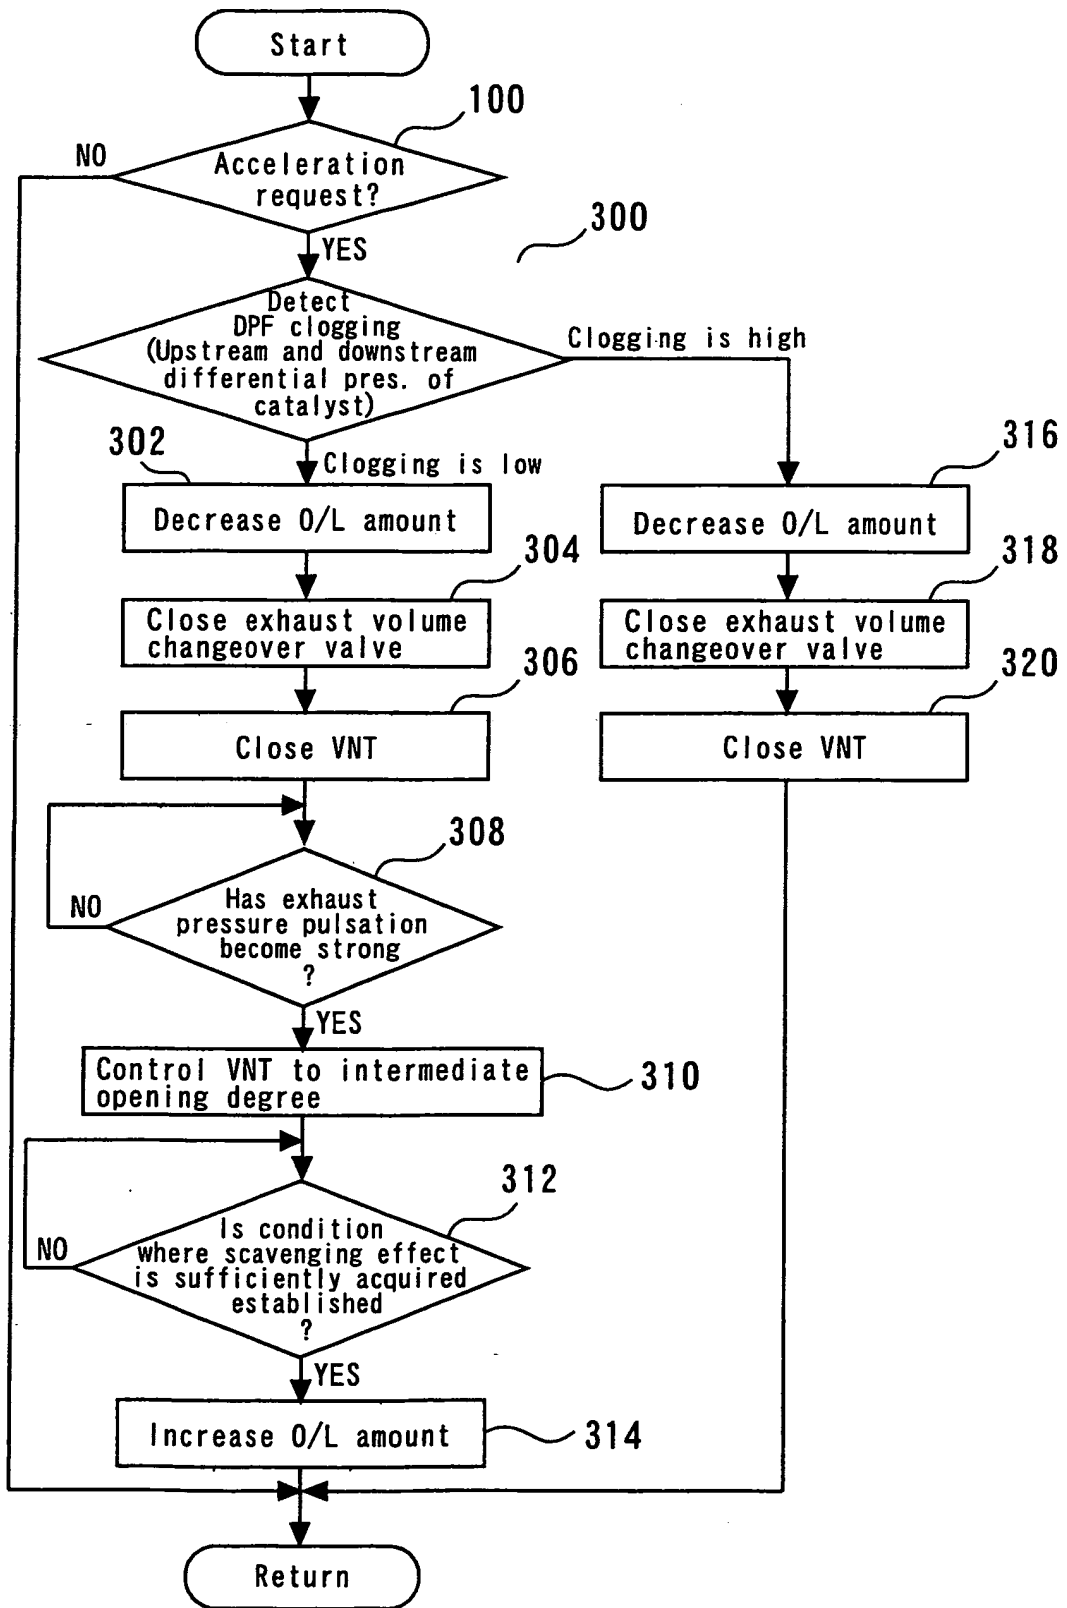 Start
100
NO
Acceleration
request?
300
YES
Detect
DPF clogging
(Upstream and downstream
differential pres. of
catalyst)
Clogging is high
302
Clogging is low
316
Decrease O/L amount
Decrease O/L amount
304
318
Close exhaust volume
changeover valve
Close exhaust volume
changeover valve
306
320
Close VNT
Close VNT
308
NO
Has exhaust
pressure pulsation
become strong
?
YES
Control VNT to intermediate
opening degree
310
312
NO
Is condition
where scavenging effect
is sufficiently acquired
established
?
YES
Increase O/L amount
314
Return